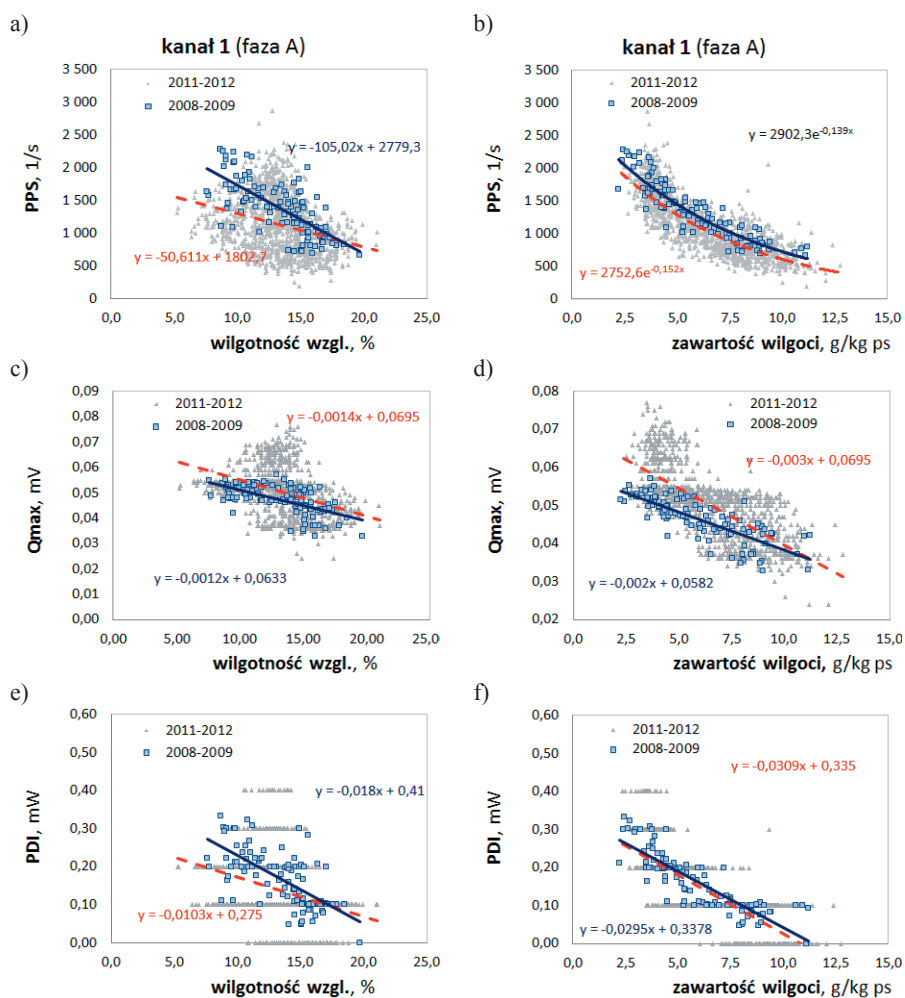 a)
kanał 1 (faza A)
3 500
3 000
2 500
2 000
1 500
1 000
500
0
PPS, 1/s
2011-2012
2008-2009
y = -105,02x + 2779,3
y = -50,611x + 1802,7
0,0 5,0 10,0 15,0 20,0 25,0
wilgotność wzgl., %
b)
kanał 1 (faza A)
3 500
3 000
2 500
2 000
1 500
1 000
500
0
PPS, 1/s
2011-2012
2008-2009
y = 2902,3e-0,139x
y = 2752,6e-0,152x
0,0 2,5 5,0 7,5 10,0 12,5 15,0
zawartość wilgoci, g/kg ps
c)
0,09
0,08
0,07
0,06
0,05
0,04
0,03
0,02
0,01
0,00
Qmax, mV
2011-2012
2008-2009
y = -0,0014x + 0,0695
y = -0,0012x + 0,0633
0,00 5,00 10,00 15,00 20,00 25,00
wilgotność wzgl., %
d)
0,08
0,07
0,06
0,05
0,04
0,03
0,02
Qmax, mV
2011-2012
2008-2009
y = -0,003x + 0,0695
y = -0,002x + 0,0582
0,0 2,5 5,0 7,5 10,0 12,5 15,0
zawartość wilgoci, g/kg ps
e)
0,60
0,50
0,40
0,30
0,20
0,10
0,00
PDI, mW
2011-2012
2008-2009
y = -0,018x + 0,41
y = -0,0103x + 0,275
0,0 5,0 10,0 15,0 20,0 25,0
wilgotność wzgl., %
f)
0,60
0,50
0,40
0,30
0,20
0,10
0,00
PDI, mW
2011-2012
2008-2009
y = -0,0309x + 0,335
y = -0,0295x + 0,3378
0,0 2,5 5,0 7,5 10,0 12,5 15,0
zawartość wilgoci, g/kg ps